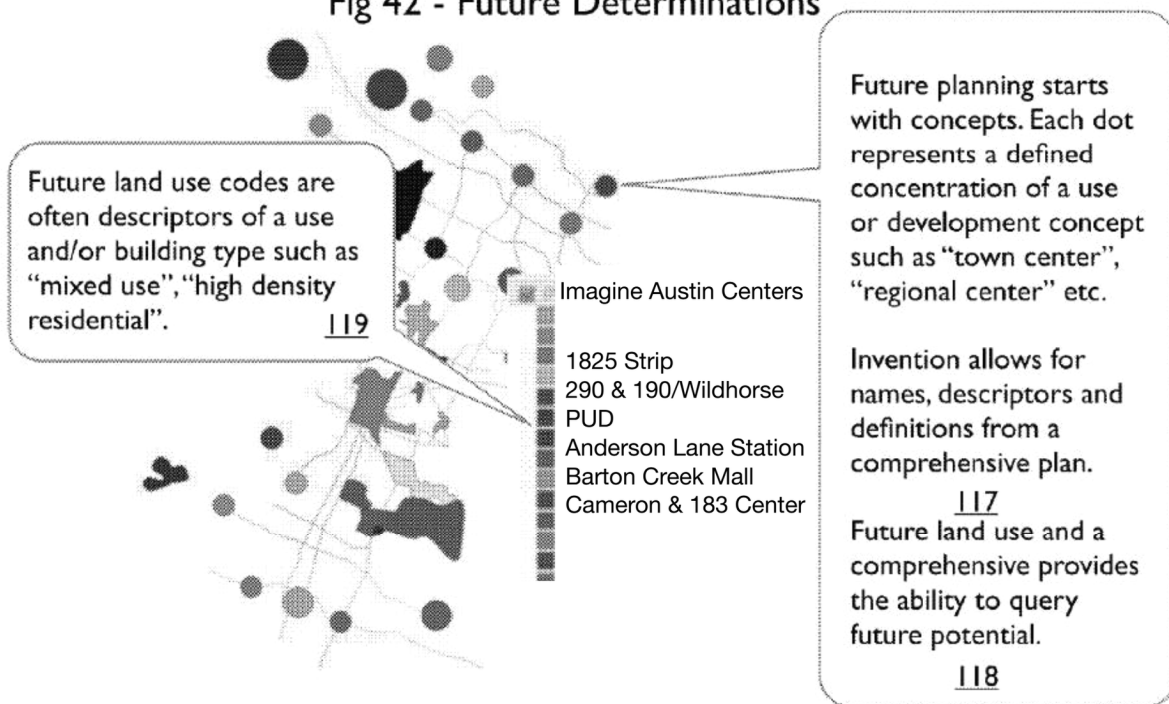 Fig 42 - Future Determinations
Future land use codes are
often descriptors of a use
and/or building type such as
“mixed use”,“high density
residential”.
119
Imagine Austin Centers
1825 Strip
290 & 190/Wildhorse
PUD
Anderson Lane Station
Barton Creek Mall
Cameron & 183 Center
Future planning starts
with concepts. Each dot
represents a defined
concentration of a use
or development concept
such as “town center”,
“regional center” etc.
Invention allows for
names, descriptors and
definitions from a
comprehensive plan.
117
Future land use and a
comprehensive provides
the ability to query
future potential.
118